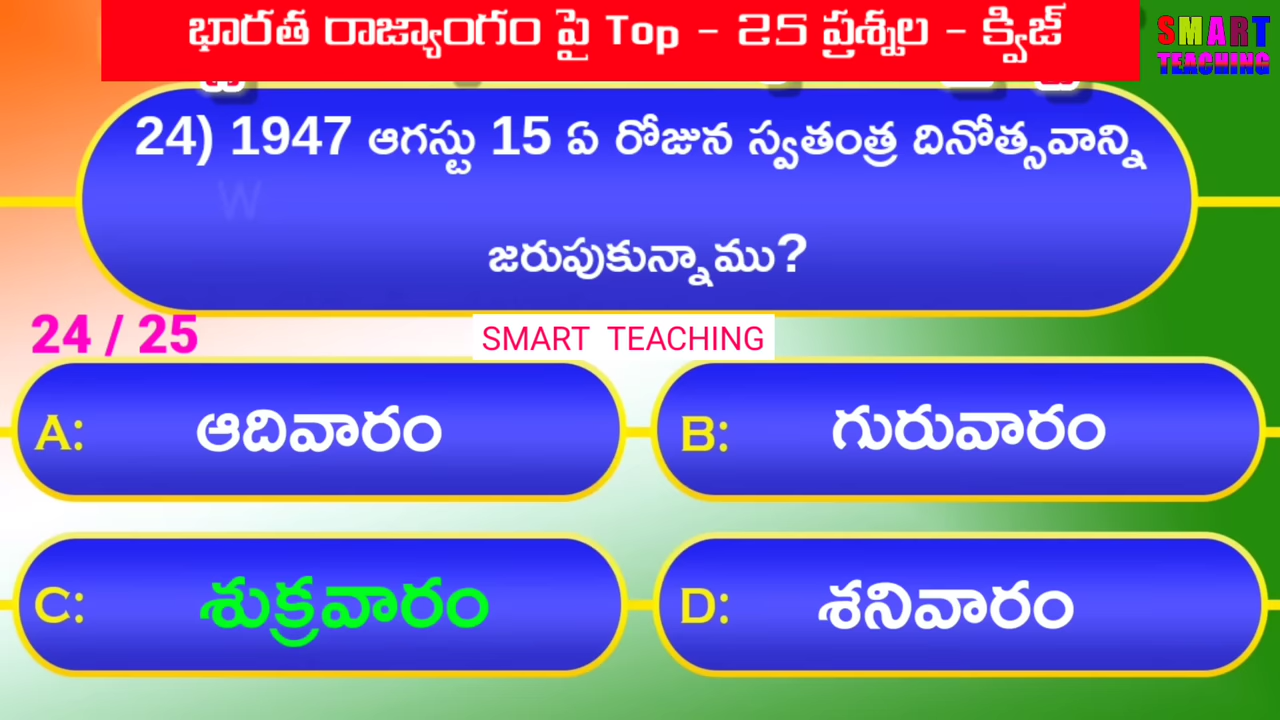 భారత రాజ్యాంగం పై Top - 25 ప్రశ్నల - క్విజ్
SMART
TEACHING
24) 1947 ఆగస్టు 15 ఏ రోజున స్వతంత్ర దినోత్సవాన్ని
W
జరుపుకున్నాము?
24 / 25
SMART TEACHING
A: ఆదివారం
B: గురువారం
C: శుక్రవారం
D: శనివారం